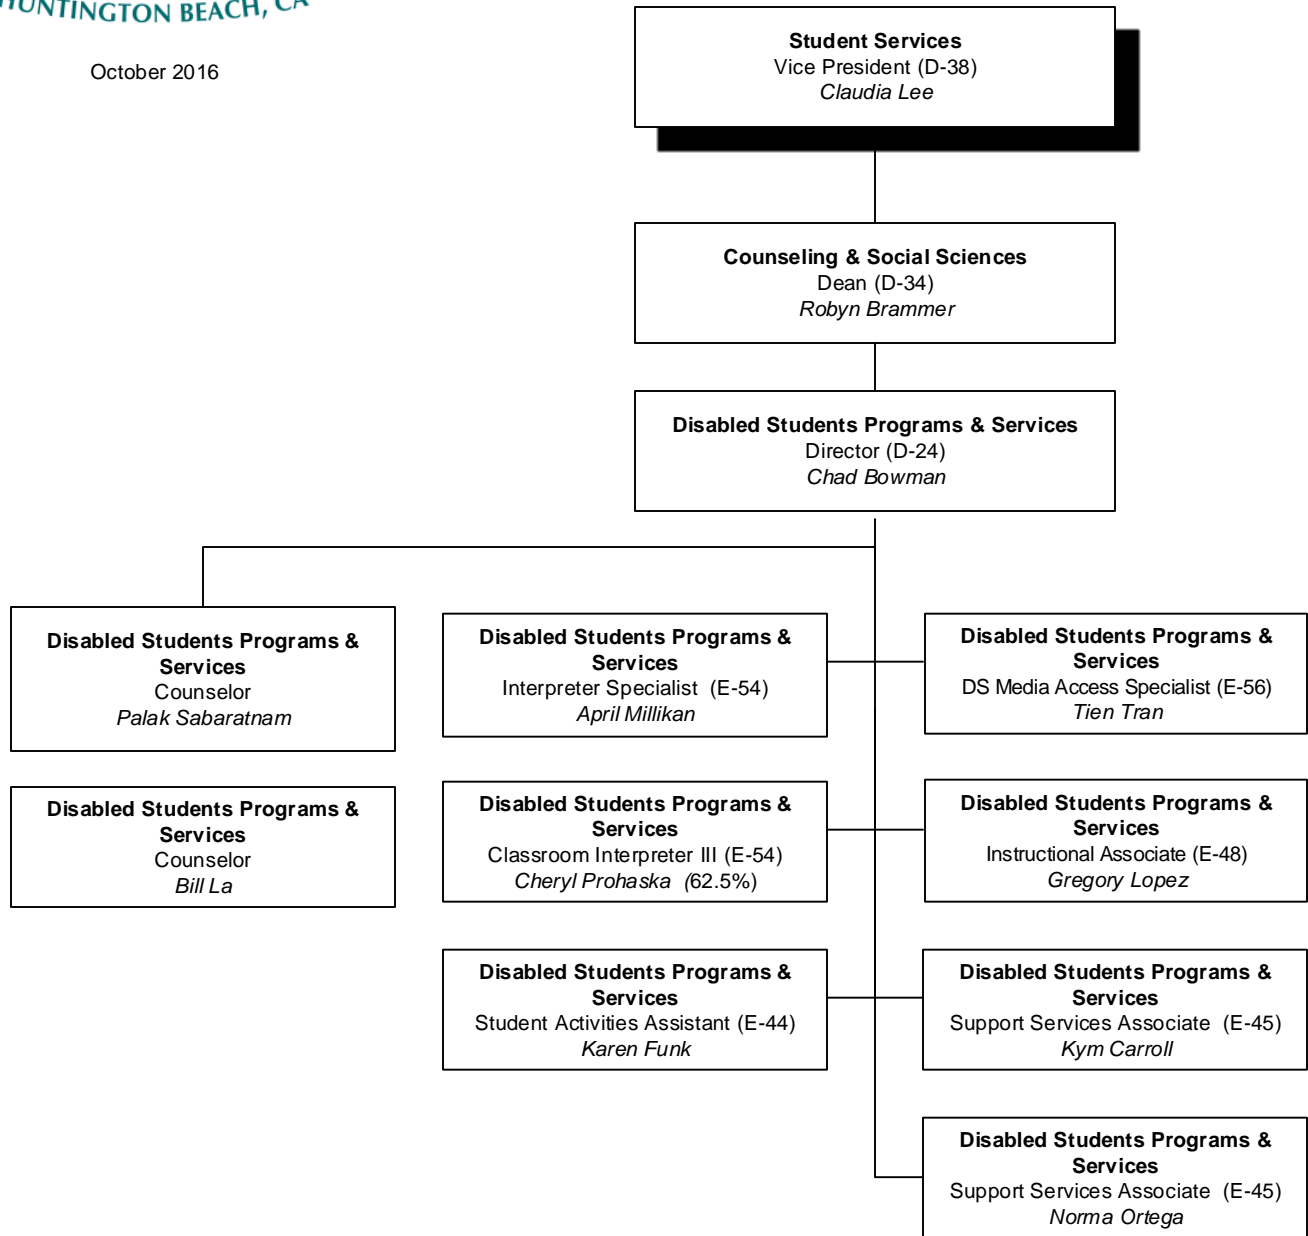 HUNTINGTON BEACH, CA
October 2016
Student Services
Vice President (D-38)
Claudia Lee
Counseling & Social Sciences
Dean (D-34)
Robyn Brammer
Disabled Students Programs & Services
Director (D-24)
Chad Bowman
Disabled Students Programs &
Services
Counselor
Palak Sabaratnam
Disabled Students Programs &
Services
Interpreter Specialist (E-54)
April Millikan
Disabled Students Programs &
Services
DS Media Access Specialist (E-56)
Tien Tran
Disabled Students Programs &
Services
Counselor
Bill La
Disabled Students Programs &
Services
Classroom Interpreter III (E-54)
Cheryl Prohaska (62.5%)
Disabled Students Programs &
Services
Instructional Associate (E-48)
Gregory Lopez
Disabled Students Programs &
Services
Student Activities Assistant (E-44)
Karen Funk
Disabled Students Programs &
Services
Support Services Associate (E-45)
Kym Carroll
Disabled Students Programs &
Services
Support Services Associate (E-45)
Norma Ortega